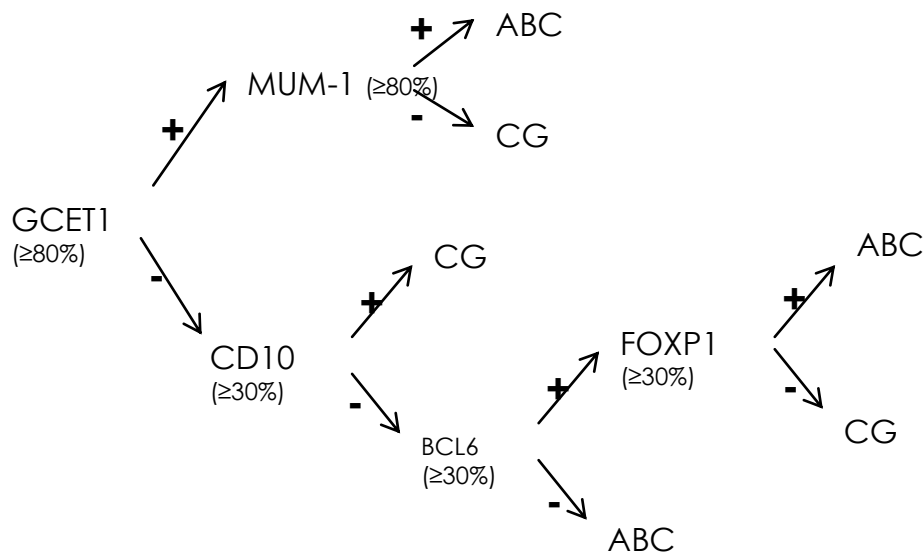 +
ABC
MUM-1 (≥80%)
-
CG
+
GCET1
(≥80%)
-
CG
+
CD10
(≥30%)
-
BCL6
(≥30%)
+
FOXP1
(≥30%)
+
ABC
-
CG
-
ABC